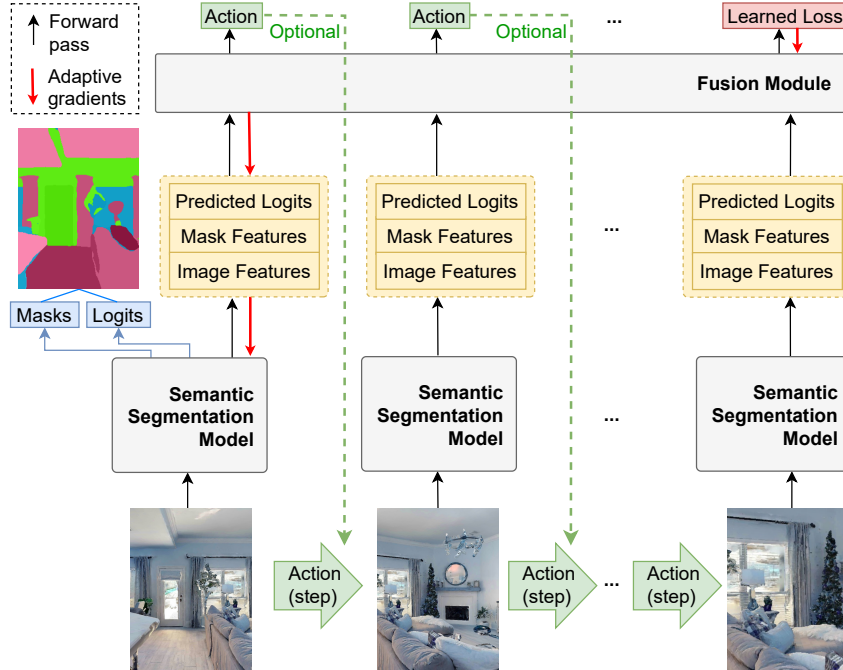 Forward
pass
Adaptive
gradients
Action
Optional
Action
Optional
...
Learned Loss
Fusion Module
Predicted Logits
Mask Features
Image Features
Predicted Logits
Mask Features
Image Features
...
Predicted Logits
Mask Features
Image Features
Masks
Logits
Semantic
Segmentation
Model
Semantic
Segmentation
Model
...
Semantic
Segmentation
Model
Action
(step)
Action
(step)
...
Action
(step)